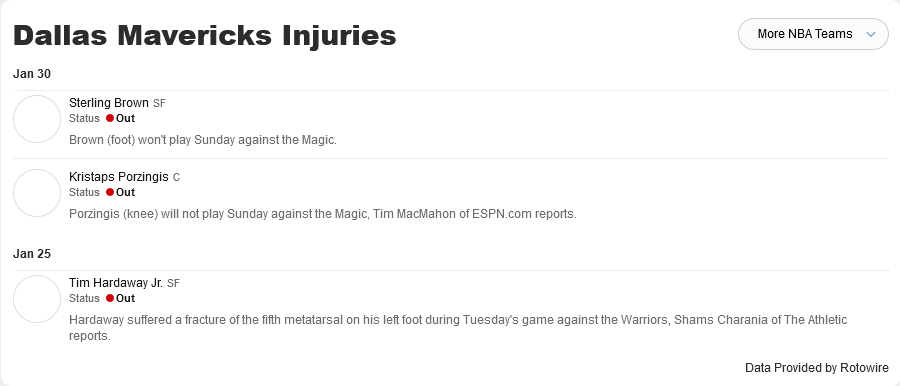 Dallas Mavericks Injuries
More NBA Teams
Jan 30
Sterling Brown SF
Status Out
Brown (foot) won't play Sunday against the Magic.
Kristaps Porzingis C
Status Out
Porzingis (knee) will not play Sunday against the Magic, Tim MacMahon of ESPN.com reports.
Jan 25
Tim Hardaway Jr. SF
Status Out
Hardaway suffered a fracture of the fifth metatarsal on his left foot during Tuesday's game against the Warriors, Shams Charania of The Athletic
reports.
Data Provided by Rotowire